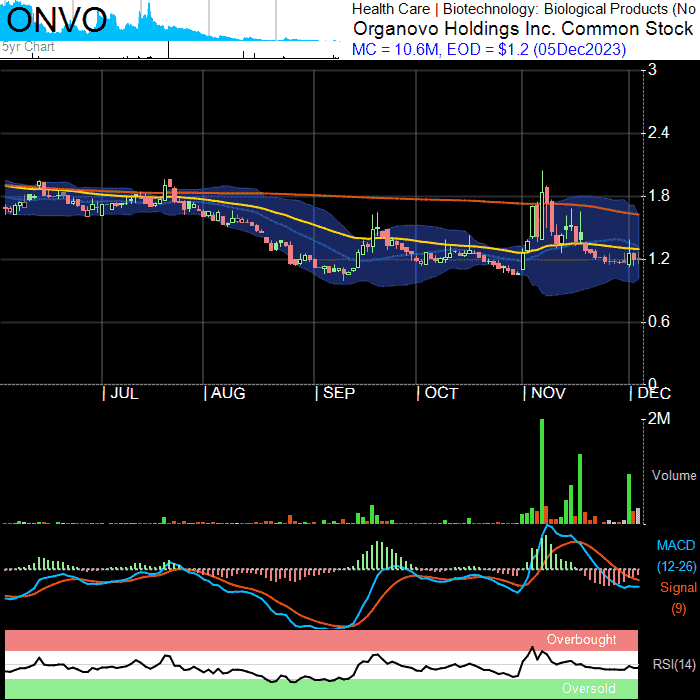 ONVO
5yr Chart
Health Care | Biotechnology: Biological Products (No
Organovo Holdings Inc. Common Stock
MC = 10.6M, EOD = $1.2 (05Dec2023)
3
2.4
1.8
1.2
0.6
0
JUL
AUG
SEP
OCT
NOV
DEC
2M
Volume
MACD
(12-26)
Signal
(9)
Overbought
RSI(14)
Oversold